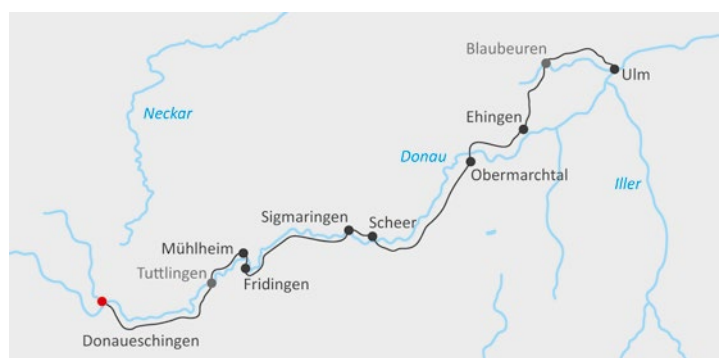 Blaubeuren
Ulm
Neckar
Ehingen
Donau
Obermarchtal
Iller
Sigmaringen
Scheer
Mühlheim
Tuttlingen
Fridingen
Donaueschingen